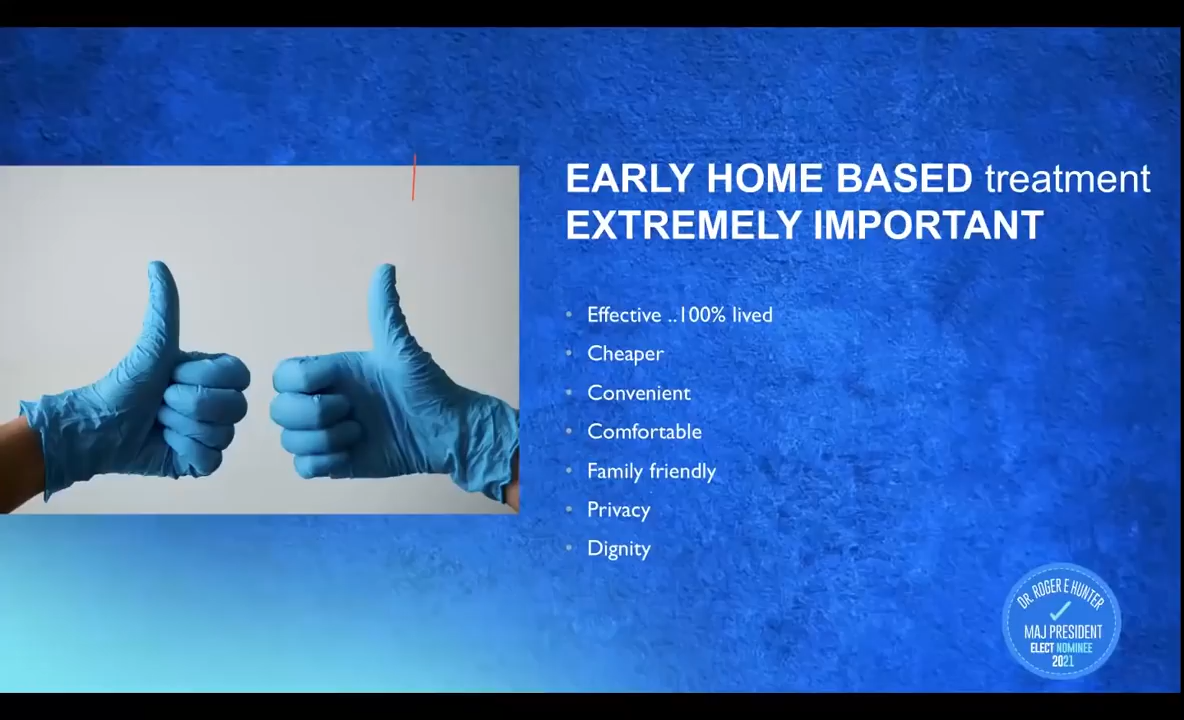 EARLY HOME BASED treatment
EXTREMELY IMPORTANT
• Effective ..100% lived
• Cheaper
• Convenient
• Comfortable
• Family friendly
• Privacy
• Dignity
DR. ROGER E HUNTER
MAJ PRESIDENT
ELECT NOMINEE
2021